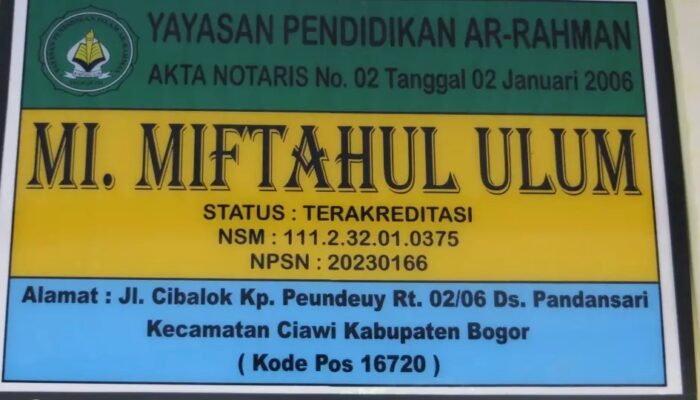 YAYASAN PENDIDIKAN AR-RAHMAN
AKTA NOTARIS No. 02 Tanggal 02 Januari 2006
MI. MIFTAHUL ULUM
STATUS : TERAKREDITASI
NSM : 111.2.32.01.0375
NPSN : 20230166
Alamat : Jl. Cibalok Kp. Peundeuy Rt. 02/06 Ds. Pandansari
Kecamatan Ciawi Kabupaten Bogor
( Kode Pos 16720 )